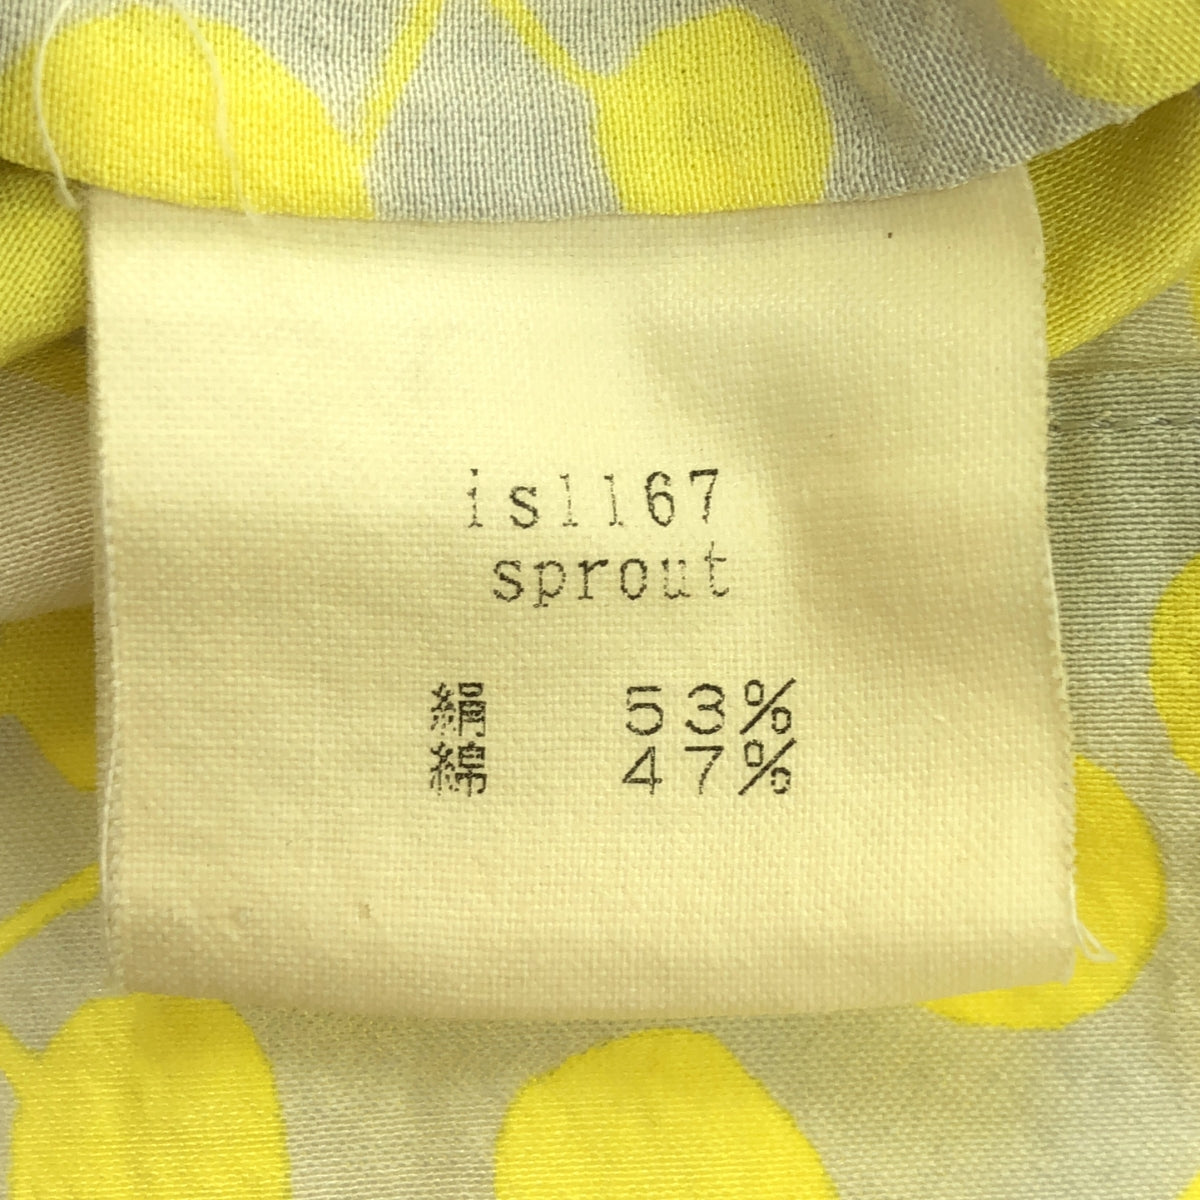 is1167
sprout
絹 53%
綿 47%